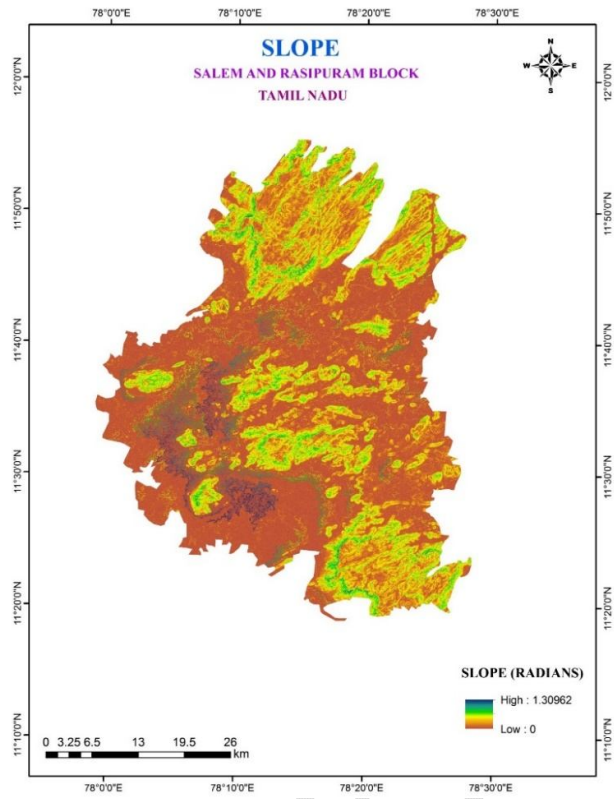 78°0'0"E 78°10'0"E 78°20'0"E 78°30'0"E
SLOPE
SALEM AND RASIPURAM BLOCK
TAMIL NADU
N
W E
S
12°0'0"N 12°0'0"N
11°50'0"N 11°50'0"N
11°40'0"N 11°40'0"N
11°30'0"N 11°30'0"N
11°20'0"N 11°20'0"N
SLOPE (RADIANS)
High : 1.30962
Low : 0
11°10'0"N 11°10'0"N
0 3.25 6.5 13 19.5 26
km
78°0'0"E 78°10'0"E 78°20'0"E 78°30'0"E